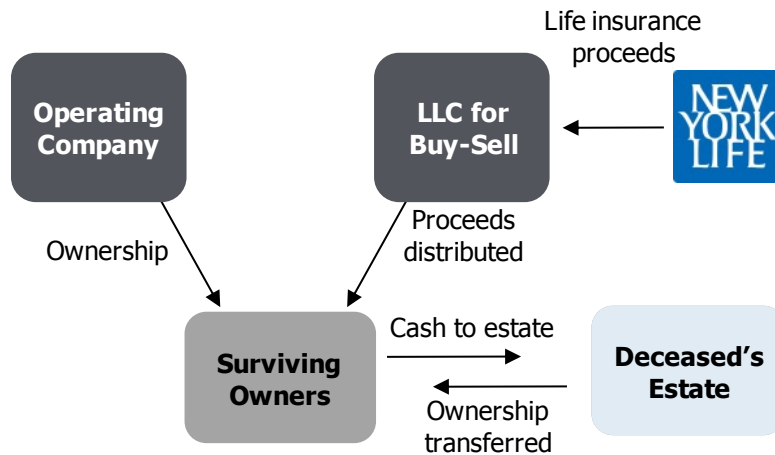 Life insurance
proceeds
Operating
Company
LLC for
Buy-Sell
NEW
YORK
LIFE
Ownership
Proceeds
distributed
Surviving
Owners
Cash to estate
Ownership
transferred
Deceased’s
Estate